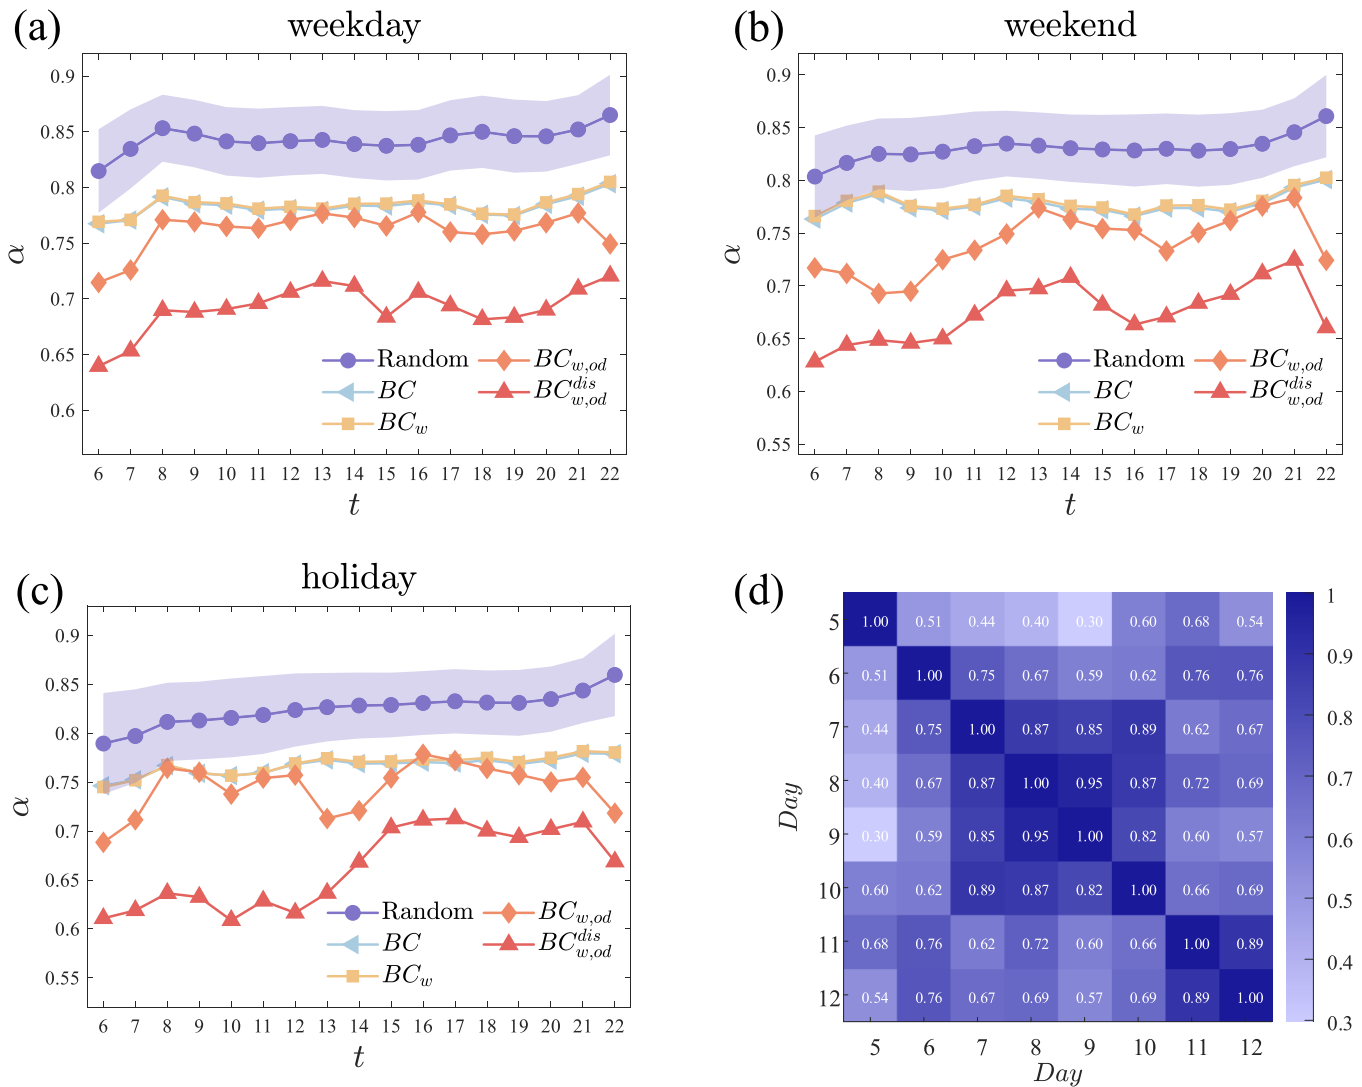 (a) weekday
0.9
0.85
0.8
0.75
0.7
0.65
0.6
α
6 7 8 9 10 11 12 13 14 15 16 17 18 19 20 21 22
t
Random BC_{w,od}
BC BC_{w,od}^{dis}
BC_w
(b) weekend
0.9
0.85
0.8
0.75
0.7
0.65
0.6
0.55
α
6 7 8 9 10 11 12 13 14 15 16 17 18 19 20 21 22
t
Random BC_{w,od}
BC BC_{w,od}^{dis}
BC_w
(c) holiday
0.9
0.85
0.8
0.75
0.7
0.65
0.6
0.55
α
6 7 8 9 10 11 12 13 14 15 16 17 18 19 20 21 22
t
Random BC_{w,od}
BC BC_{w,od}^{dis}
BC_w
(d)
5 1.00 0.51 0.44 0.40 0.30 0.60 0.68 0.54
6 0.51 1.00 0.75 0.67 0.59 0.62 0.76 0.76
7 0.44 0.75 1.00 0.87 0.85 0.89 0.62 0.67
8 0.40 0.67 0.87 1.00 0.95 0.87 0.72 0.69
9 0.30 0.59 0.85 0.95 1.00 0.82 0.60 0.57
10 0.60 0.62 0.89 0.87 0.82 1.00 0.66 0.69
11 0.68 0.76 0.62 0.72 0.60 0.66 1.00 0.89
12 0.54 0.76 0.67 0.69 0.57 0.69 0.89 1.00
Day
5 6 7 8 9 10 11 12
Day
1
0.9
0.8
0.7
0.6
0.5
0.4
0.3